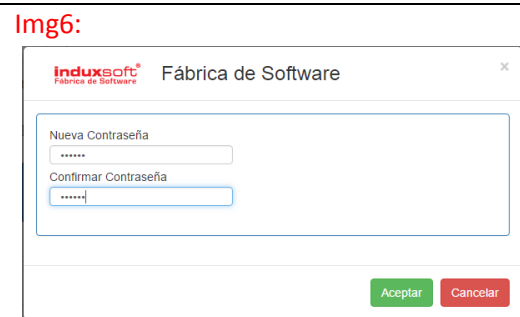 Img6:
induxsoft®
Fábrica de Software
Fábrica de Software
×
Nueva Contraseña
••••••
Confirmar Contraseña
••••••
Aceptar
Cancelar